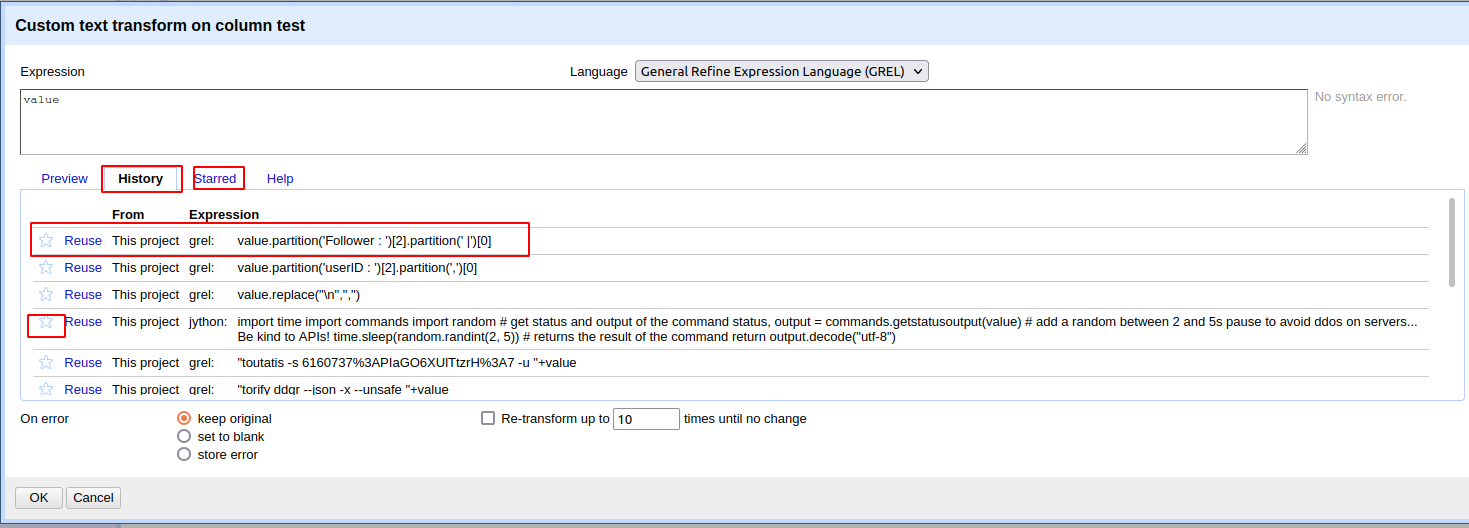 Custom text transform on column test
Expression Language General Refine Expression Language (GREL)
value No syntax error.
Preview History Starred Help
From Expression
Reuse This project grel: value.partition('Follower : ')[2].partition(' |')[0]
Reuse This project grel: value.partition('userID : ')[2].partition(',')[0]
Reuse This project grel: value.replace("\n",",")
Reuse This project jython: import time import commands import random # get status and output of the command status, output = commands.getstatusoutput(value) # add a random between 2 and 5s pause to avoid ddos on servers...
Be kind to APIs! time.sleep(random.randint(2, 5)) # returns the result of the command return output.decode("utf-8")
Reuse This project grel: "toutatis -s 6160737%3APIaGO6XUlTtzrH%3A7 -u "+value
Reuse This project grel: "torify ddgr --json -x --unsafe "+value
On error keep original Re-transform up to 10 times until no change
set to blank
store error
OK Cancel